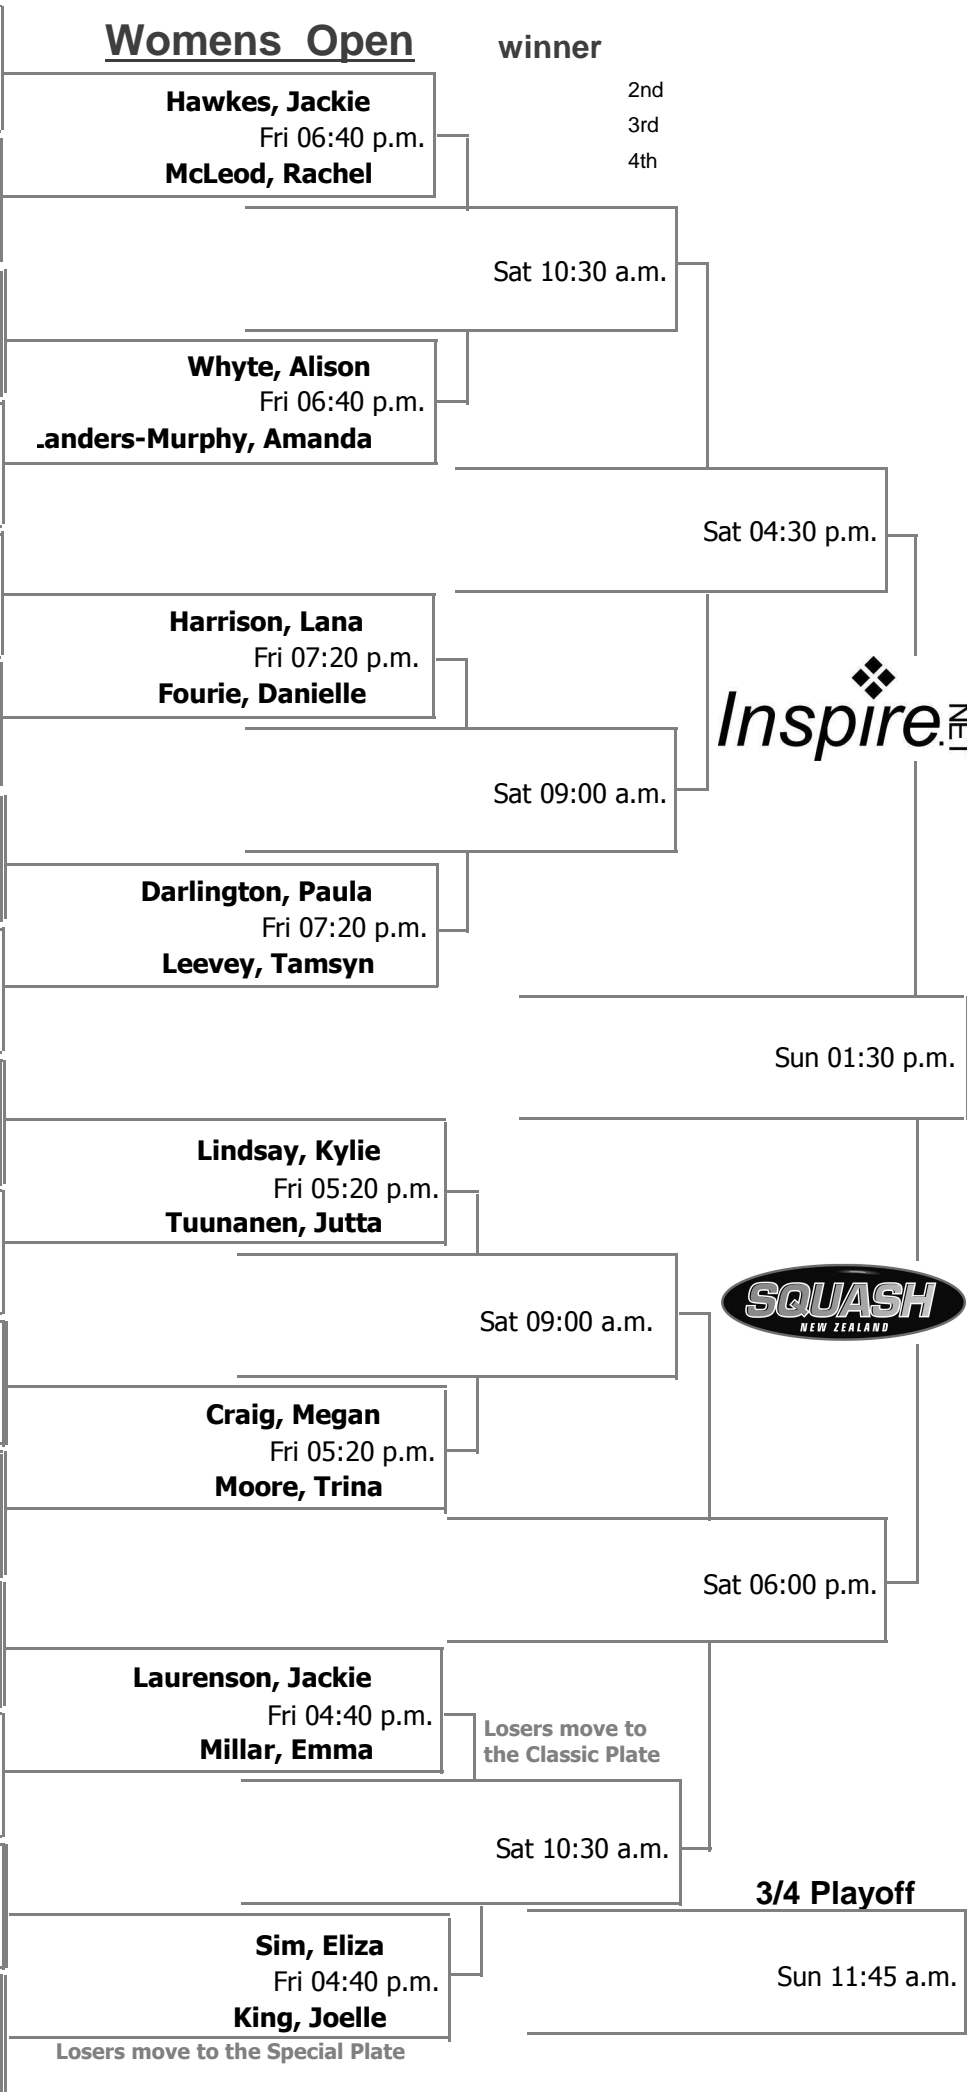 Womens Open
winner
2nd
3rd
4th
Hawkes, Jackie
Fri 06:40 p.m.
McLeod, Rachel
Sat 10:30 a.m.
Whyte, Alison
Fri 06:40 p.m.
anders-Murphy, Amanda
Sat 04:30 p.m.
Harrison, Lana
Fri 07:20 p.m.
Fourie, Danielle
Inspire.NET
Sat 09:00 a.m.
Darlington, Paula
Fri 07:20 p.m.
Leevey, Tamsyn
Sun 01:30 p.m.
Lindsay, Kylie
Fri 05:20 p.m.
Tuunanen, Jutta
SQUASH
NEW ZEALAND
Sat 09:00 a.m.
Craig, Megan
Fri 05:20 p.m.
Moore, Trina
Sat 06:00 p.m.
Laurenson, Jackie
Fri 04:40 p.m.
Millar, Emma
Losers move to
the Classic Plate
Sat 10:30 a.m.
3/4 Playoff
Sim, Eliza
Fri 04:40 p.m.
King, Joelle
Sun 11:45 a.m.
Losers move to the Special Plate